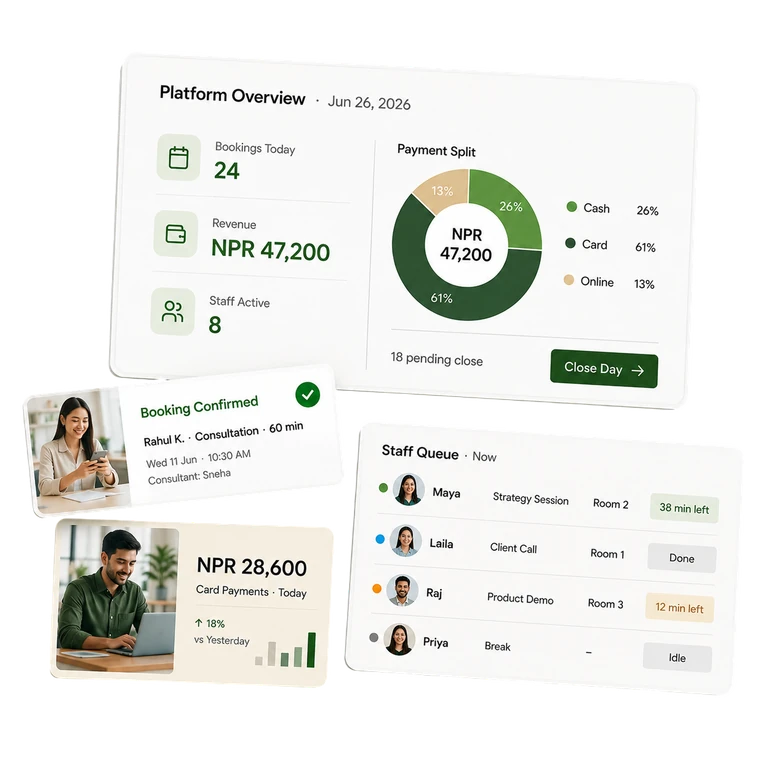 Platform Overview · Jun 26, 2026
Bookings Today
24
Revenue
NPR 47,200
Staff Active
8
Payment Split
13%
26%
61%
NPR
47,200
Cash 26%
Card 61%
Online 13%
18 pending close
Close Day →
Booking Confirmed
Rahul K. · Consultation · 60 min
Wed 11 Jun · 10:30 AM
Consultant: Sneha
NPR 28,600
Card Payments · Today
↑ 18%
vs Yesterday
Staff Queue · Now
Maya Strategy Session Room 2 38 min left
Laila Client Call Room 1 Done
Raj Product Demo Room 3 12 min left
Priya Break – Idle